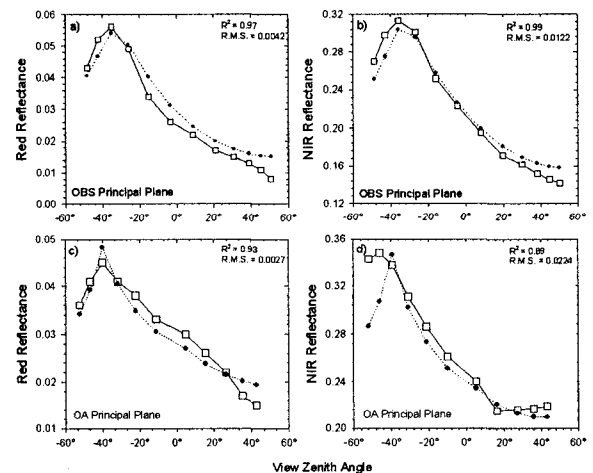 a)
R² = 0.97
R.M.S. = 0.0042
0.06
0.05
0.04
0.03
0.02
0.01
0.00
Red Reflectance
OBS Principal Plane
-60° -40° -20° 0° 20° 40° 60°
b)
R² = 0.99
R.M.S. = 0.0122
0.32
0.28
0.24
0.20
0.16
0.12
NIR Reflectance
OBS Principal Plane
-60° -40° -20° 0° 20° 40° 60°
c)
R² = 0.93
R.M.S. = 0.0027
0.05
0.04
0.03
0.02
0.01
Red Reflectance
OA Principal Plane
-60° -40° -20° 0° 20° 40° 60°
d)
R² = 0.89
R.M.S. = 0.0224
0.36
0.32
0.28
0.24
0.20
NIR Reflectance
OA Principal Plane
-60° -40° -20° 0° 20° 40° 60°
View Zenith Angle